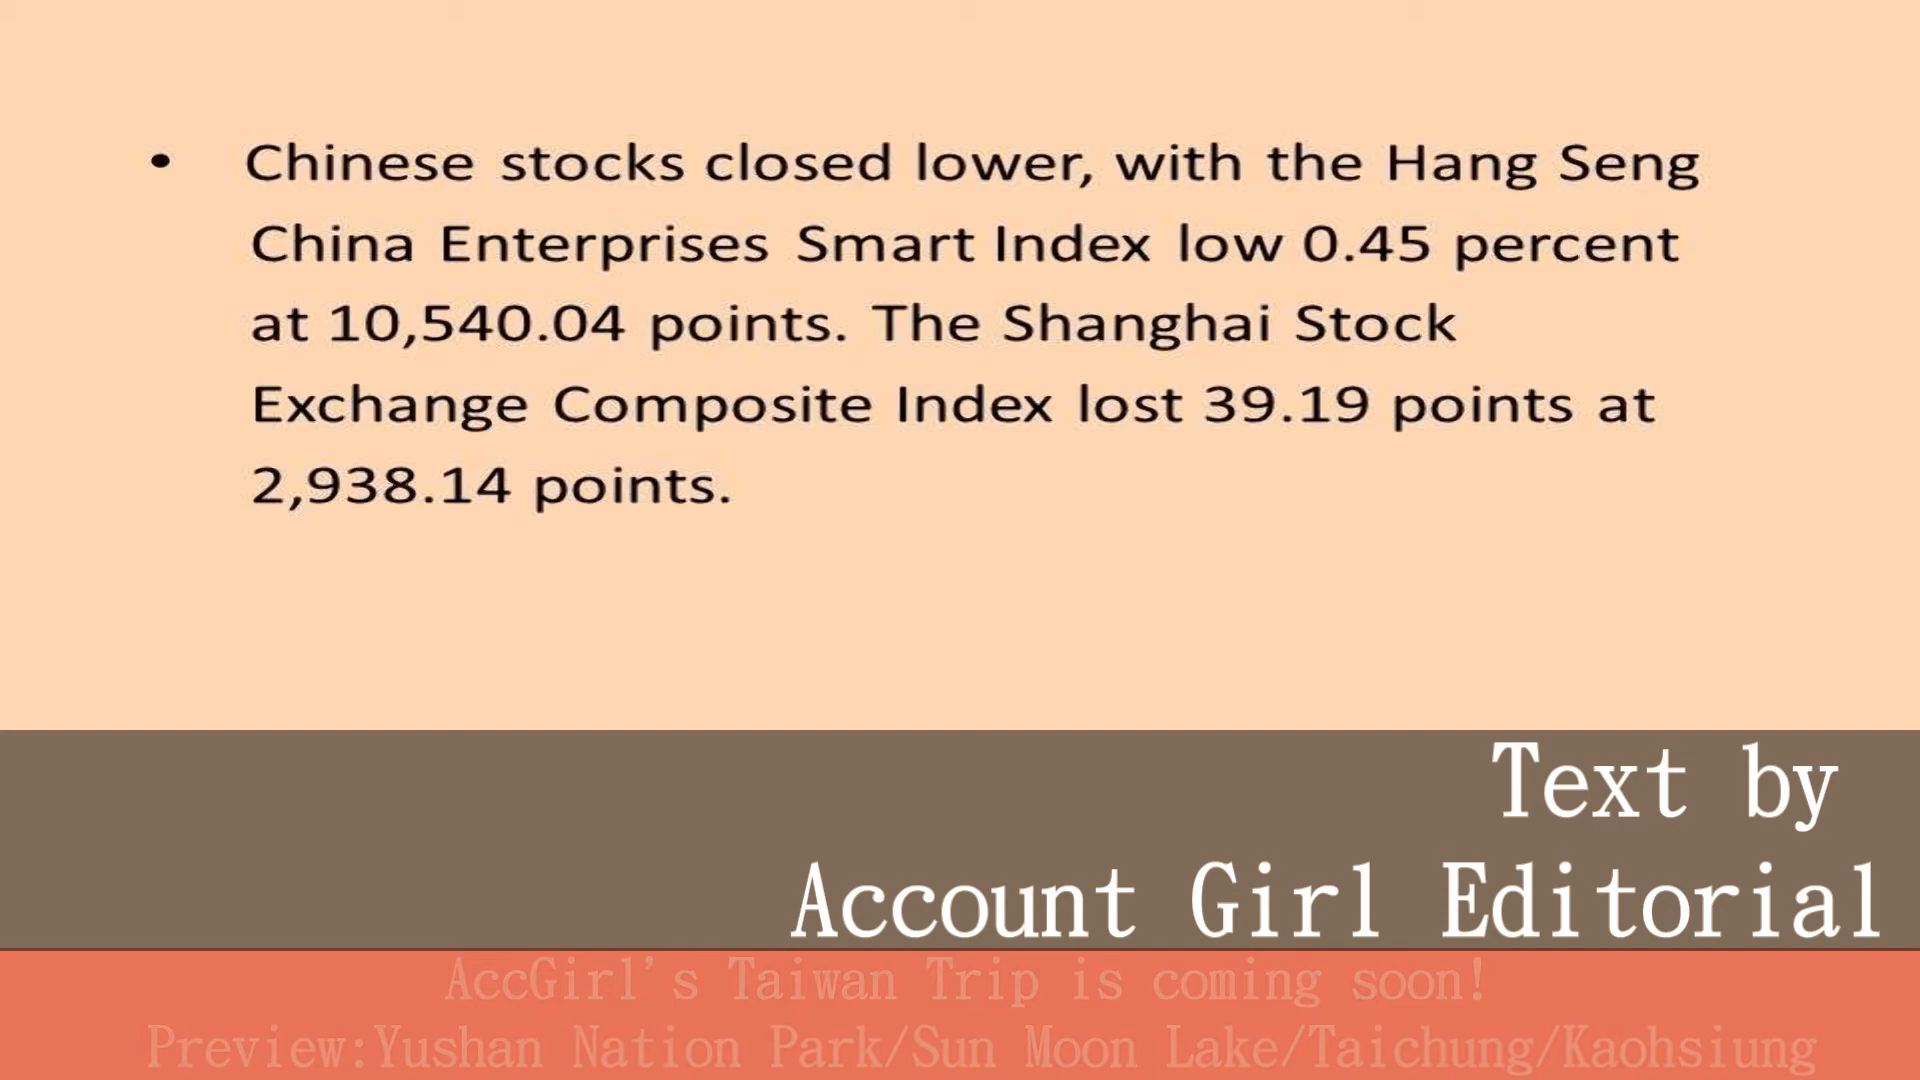 • Chinese stocks closed lower, with the Hang Seng
China Enterprises Smart Index low 0.45 percent
at 10,540.04 points. The Shanghai Stock
Exchange Composite Index lost 39.19 points at
2,938.14 points.
Text by
Account Girl Editorial
AccGirl's Taiwan Trip is coming soon!
Preview:Yushan Nation Park/Sun Moon Lake/Taichung/Kaohsiung